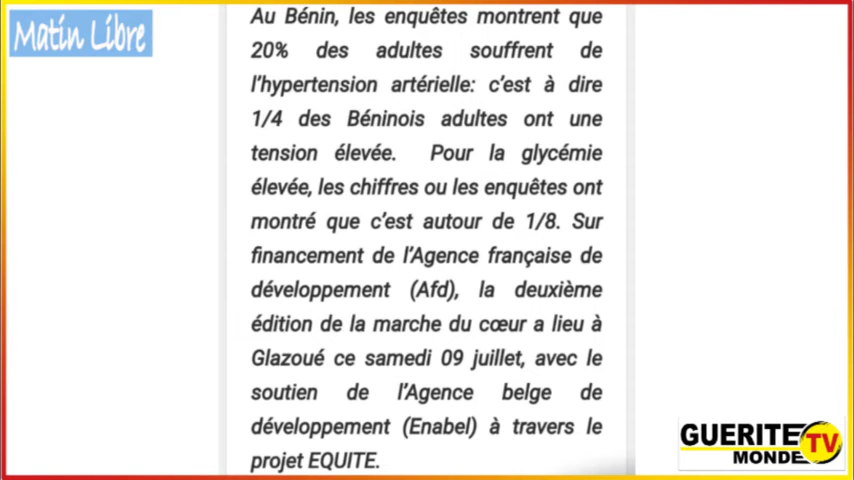 Matin Libre
Au Bénin, les enquêtes montrent que
20% des adultes souffrent de
l'hypertension artérielle: c'est à dire
1/4 des Béninois adultes ont une
tension élevée. Pour la glycémie
élevée, les chiffres ou les enquêtes ont
montré que c'est autour de 1/8. Sur
financement de l'Agence française de
développement (Afd), la deuxième
édition de la marche du cœur a lieu à
Glazoué ce samedi 09 juillet, avec le
soutien de l'Agence belge de
développement (Enabel) à travers le
projet EQUITE.
GUERITE
TV
MONDE